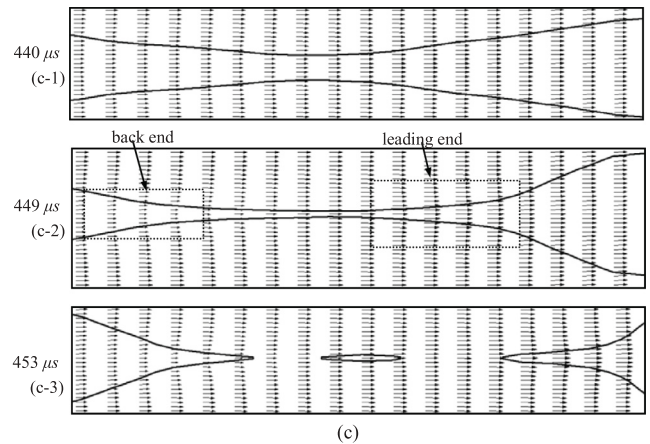 440 μs
(c-1)
back end
leading end
449 μs
(c-2)
453 μs
(c-3)
(c)